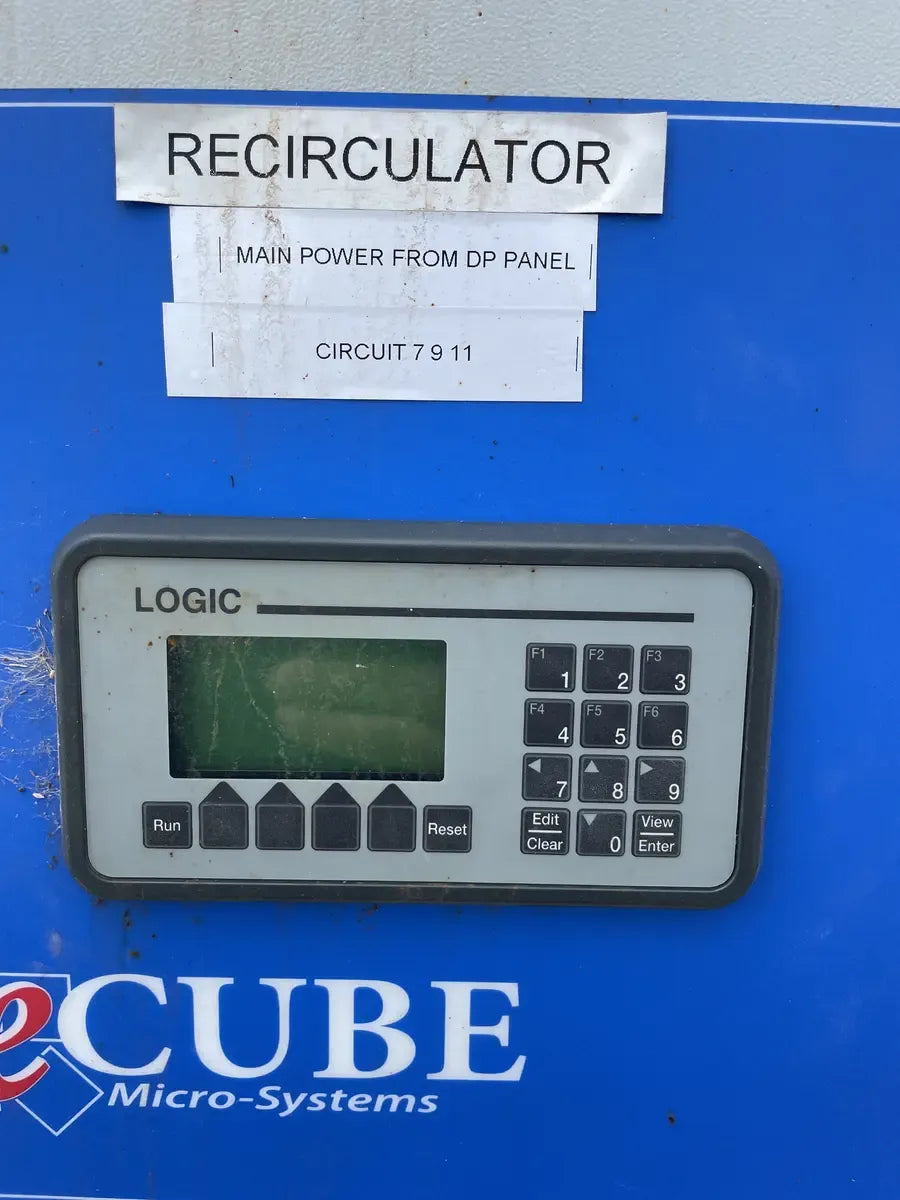 RECIRCULATOR
MAIN POWER FROM DP PANEL
CIRCUIT 7 9 11
LOGIC
F1 1 F2 2 F3 3
F4 4 F5 5 F6 6
7 8 9
Run Reset Edit Clear 0 View Enter
eCUBE
Micro-Systems